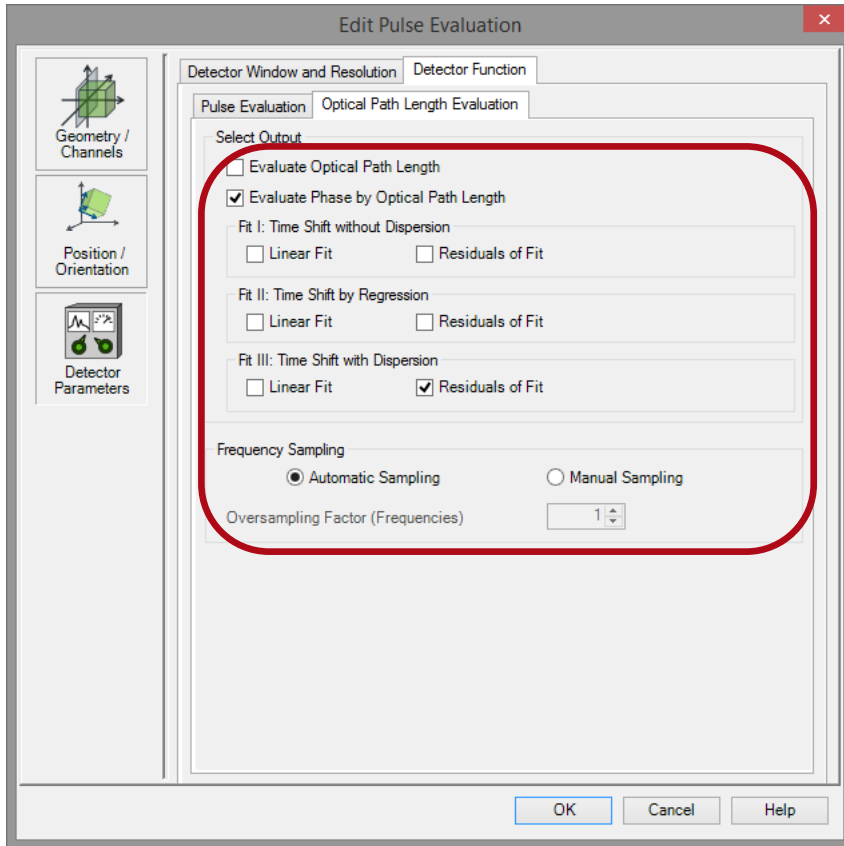 Edit Pulse Evaluation
Geometry /
Channels
Position /
Orientation
Detector
Parameters
Detector Window and Resolution
Detector Function
Pulse Evaluation
Optical Path Length Evaluation
Select Output
Evaluate Optical Path Length
Evaluate Phase by Optical Path Length
Fit I: Time Shift without Dispersion
Linear Fit
Residuals of Fit
Fit II: Time Shift by Regression
Linear Fit
Residuals of Fit
Fit III: Time Shift with Dispersion
Linear Fit
Residuals of Fit
Frequency Sampling
Automatic Sampling
Manual Sampling
Oversampling Factor (Frequencies)
1
OK
Cancel
Help